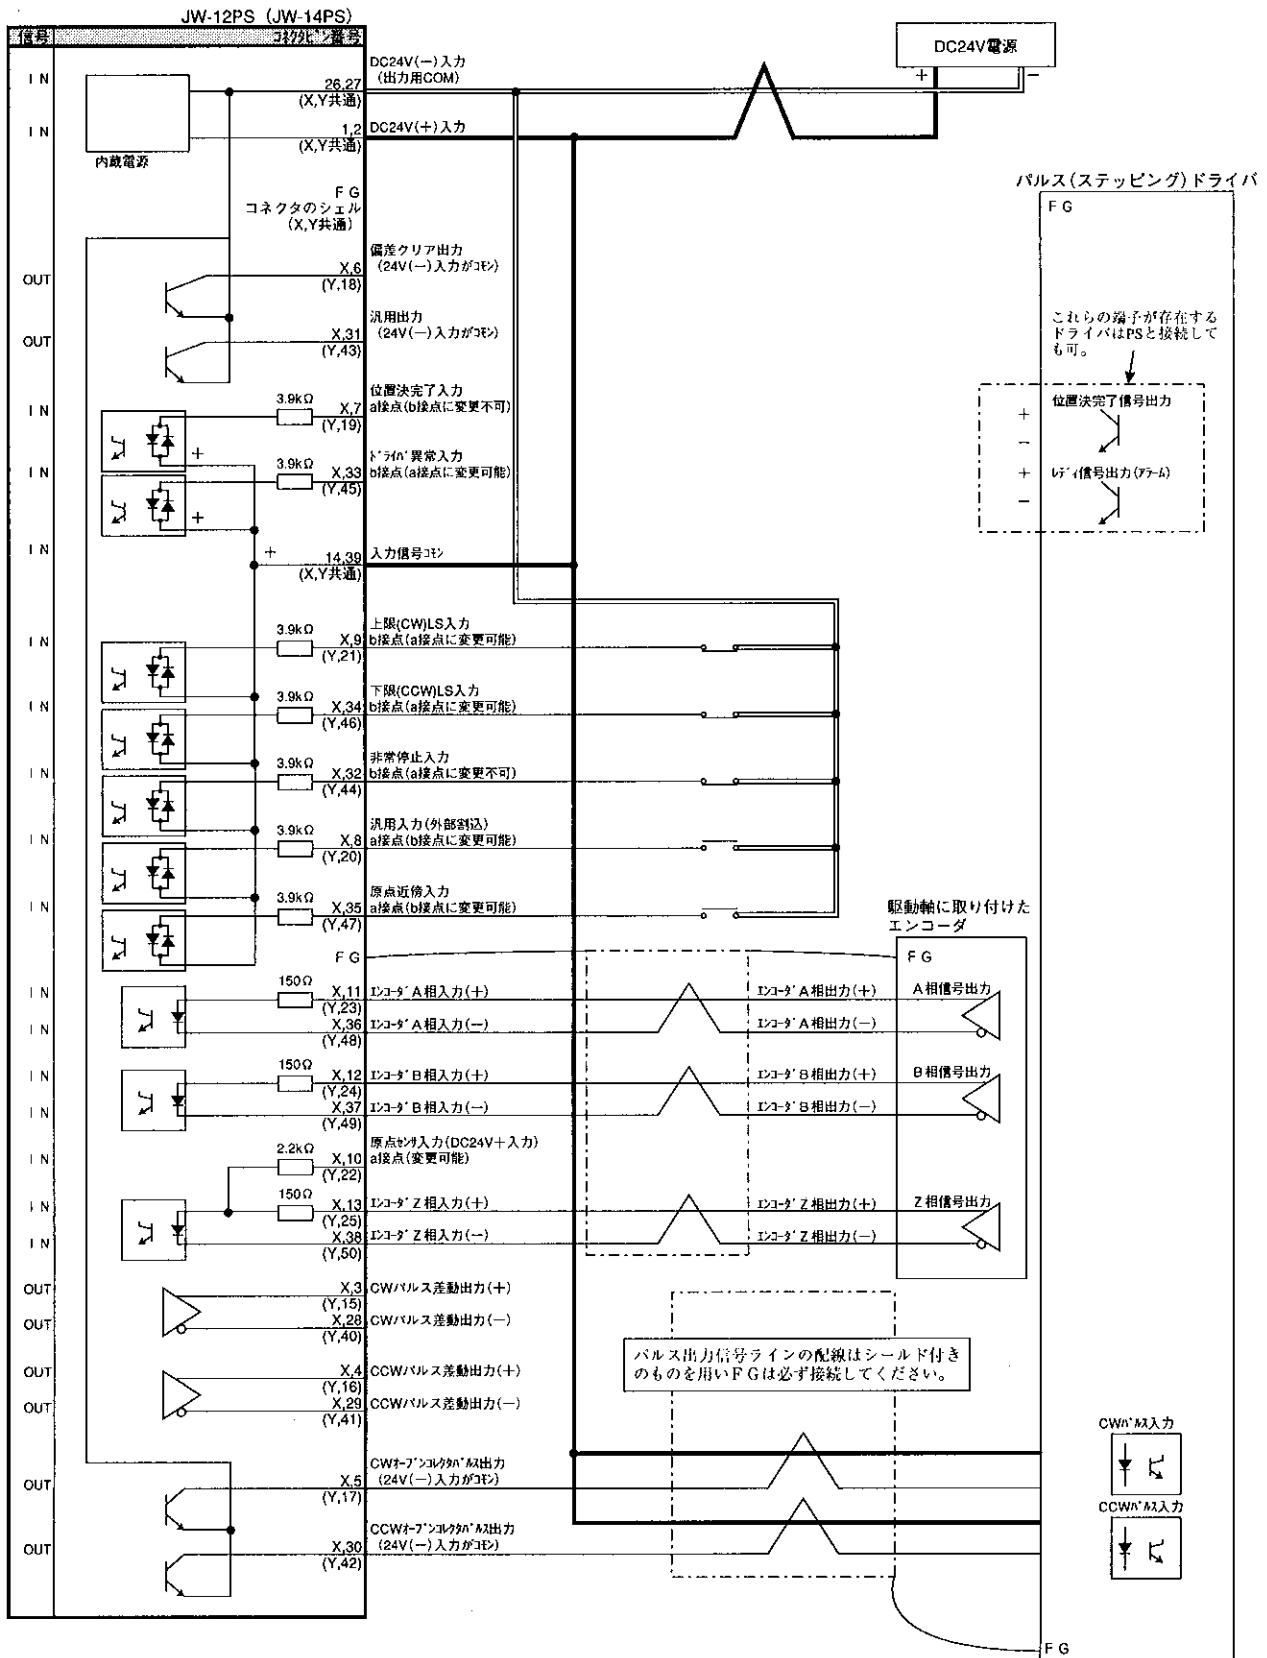 JW-12PS (JW-14PS)
信号 コネクタピン番号
DC24V電源
+ −
IN 26,27 DC24V(−)入力
(X,Y共通) (出力用COM)
IN 1,2 DC24V(+)入力
(X,Y共通)
内蔵電源
FG
コネクタのシェル
(X,Y共通)
パルス(ステッピング)ドライバ
FG
OUT X,6 偏差クリア出力
(Y,18) (24V(−)入力がコモン)
OUT X,31 汎用出力
(Y,43) (24V(−)入力がコモン)
これらの端子が存在する
ドライバはPSと接続して
も可。
位置決完了信号出力
+
−
レディ信号出力(アラーム)
+
−
IN 3.9kΩ X,7 位置決完了入力
(Y,19) a接点(b接点に変更不可)
+
IN 3.9kΩ X,33 ドライバ異常入力
(Y,45) b接点(a接点に変更可能)
+
IN + 14,39 入力信号コモン
(X,Y共通)
IN 3.9kΩ X,9 上限(CW)LS入力
(Y,21) b接点(a接点に変更可能)
IN 3.9kΩ X,34 下限(CCW)LS入力
(Y,46) b接点(a接点に変更可能)
IN 3.9kΩ X,32 非常停止入力
(Y,44) b接点(a接点に変更不可)
IN 3.9kΩ X,8 汎用入力(外部割込)
(Y,20) a接点(b接点に変更可能)
IN 3.9kΩ X,35 原点近傍入力
(Y,47) a接点(b接点に変更可能)
駆動軸に取り付けた
エンコーダ
FG FG
IN 150Ω X,11 エンコーダA相入力(+) エンコーダA相出力(+) A相信号出力
(Y,23)
IN X,36 エンコーダA相入力(−) エンコーダA相出力(−)
(Y,48)
IN 150Ω X,12 エンコーダB相入力(+) エンコーダB相出力(+) B相信号出力
(Y,24)
IN X,37 エンコーダB相入力(−) エンコーダB相出力(−)
(Y,49)
IN 2.2kΩ X,10 原点センサ入力(DC24V+入力)
(Y,22) a接点(変更可能)
IN 150Ω X,13 エンコーダZ相入力(+) エンコーダZ相出力(+) Z相信号出力
(Y,25)
IN X,38 エンコーダZ相入力(−) エンコーダZ相出力(−)
(Y,50)
OUT X,3 CWパルス差動出力(+)
(Y,15)
OUT X,28 CWパルス差動出力(−)
(Y,40)
OUT X,4 CCWパルス差動出力(+)
(Y,16)
OUT X,29 CCWパルス差動出力(−)
(Y,41)
パルス出力信号ラインの配線はシールド付き
のものを用いFGは必ず接続してください。
OUT X,5 CWオープンコレクタパルス出力
(Y,17) (24V(−)入力がコモン)
CWパルス入力
OUT X,30 CCWオープンコレクタパルス出力
(Y,42) (24V(−)入力がコモン)
CCWパルス入力
FG